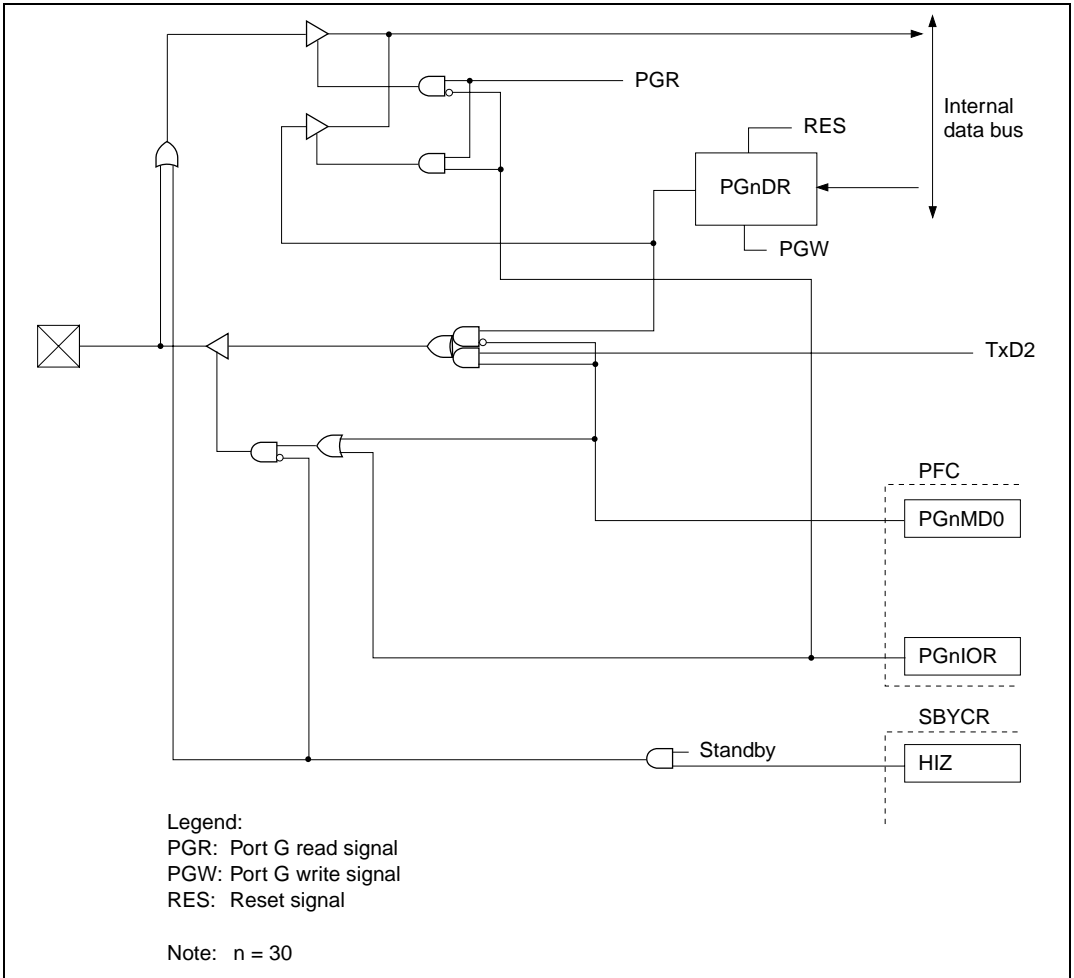 PGR
Internal
data bus
RES
PGnDR
PGW
TxD2
PFC
PGnMD0
PGnIOR
SBYCR
Standby
HIZ
Legend:
PGR: Port G read signal
PGW: Port G write signal
RES: Reset signal
Note: n = 30